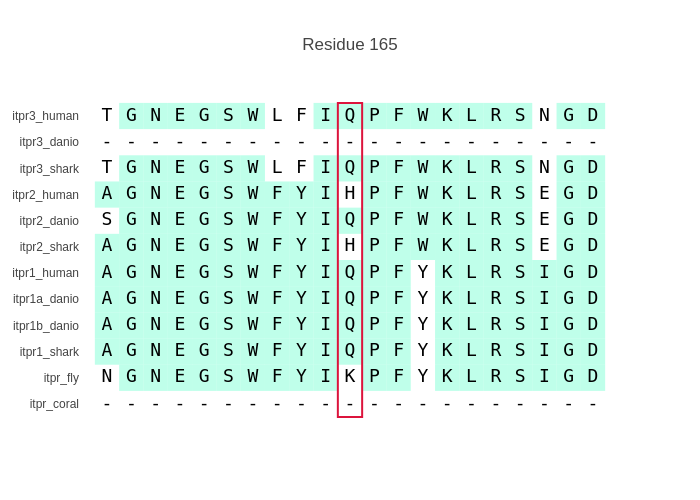 Residue 165
itpr3_human T G N E G S W L F I Q P F W K L R S N G D
itpr3_danio - - - - - - - - - - - - - - - - - - - - -
itpr3_shark T G N E G S W L F I Q P F W K L R S N G D
itpr2_human A G N E G S W F Y I H P F W K L R S E G D
itpr2_danio S G N E G S W F Y I Q P F W K L R S E G D
itpr2_shark A G N E G S W F Y I H P F W K L R S E G D
itpr1_human A G N E G S W F Y I Q P F Y K L R S I G D
itpr1a_danio A G N E G S W F Y I Q P F Y K L R S I G D
itpr1b_danio A G N E G S W F Y I Q P F Y K L R S I G D
itpr1_shark A G N E G S W F Y I Q P F Y K L R S I G D
itpr_fly N G N E G S W F Y I K P F Y K L R S I G D
itpr_coral - - - - - - - - - - - - - - - - - - - - -